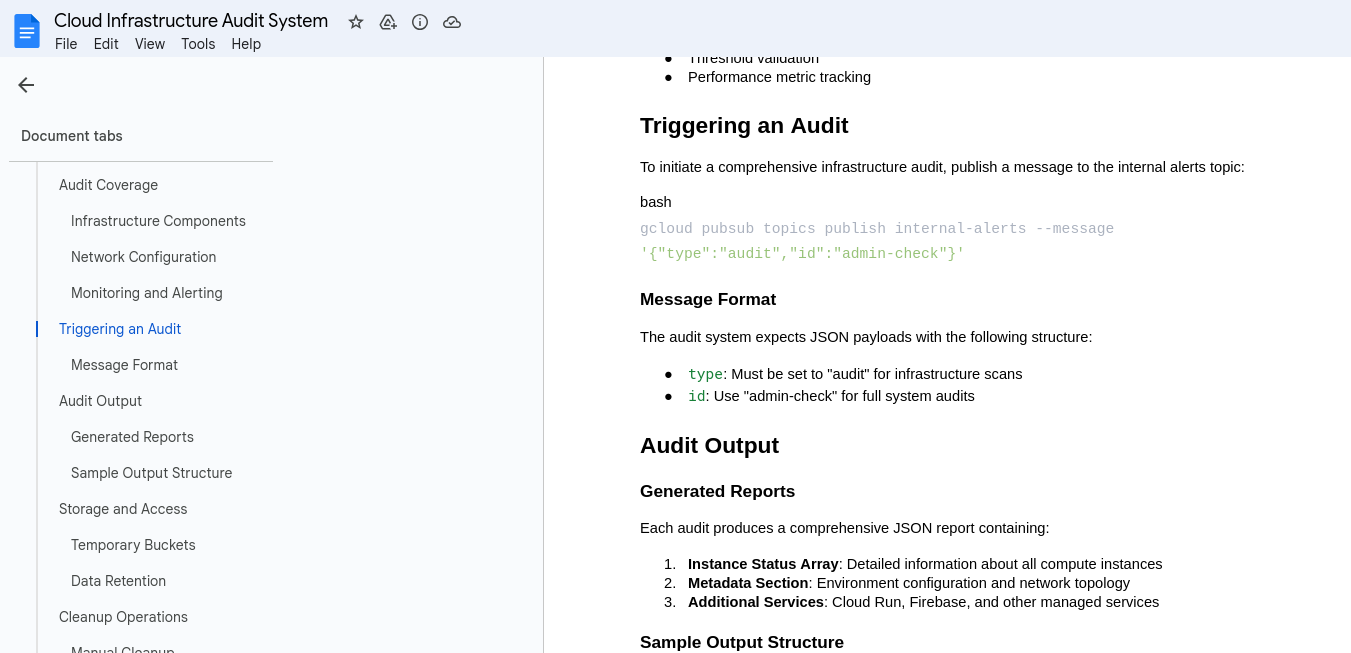 Cloud Infrastructure Audit System
File Edit View Tools Help
Document tabs
Audit Coverage
Infrastructure Components
Network Configuration
Monitoring and Alerting
Triggering an Audit
Message Format
Audit Output
Generated Reports
Sample Output Structure
Storage and Access
Temporary Buckets
Data Retention
Cleanup Operations
Manual Cleanup
● Threshold validation
● Performance metric tracking
Triggering an Audit
To initiate a comprehensive infrastructure audit, publish a message to the internal alerts topic:
bash
gcloud pubsub topics publish internal-alerts --message
'{"type":"audit","id":"admin-check"}'
Message Format
The audit system expects JSON payloads with the following structure:
● type: Must be set to "audit" for infrastructure scans
● id: Use "admin-check" for full system audits
Audit Output
Generated Reports
Each audit produces a comprehensive JSON report containing:
1. Instance Status Array: Detailed information about all compute instances
2. Metadata Section: Environment configuration and network topology
3. Additional Services: Cloud Run, Firebase, and other managed services
Sample Output Structure